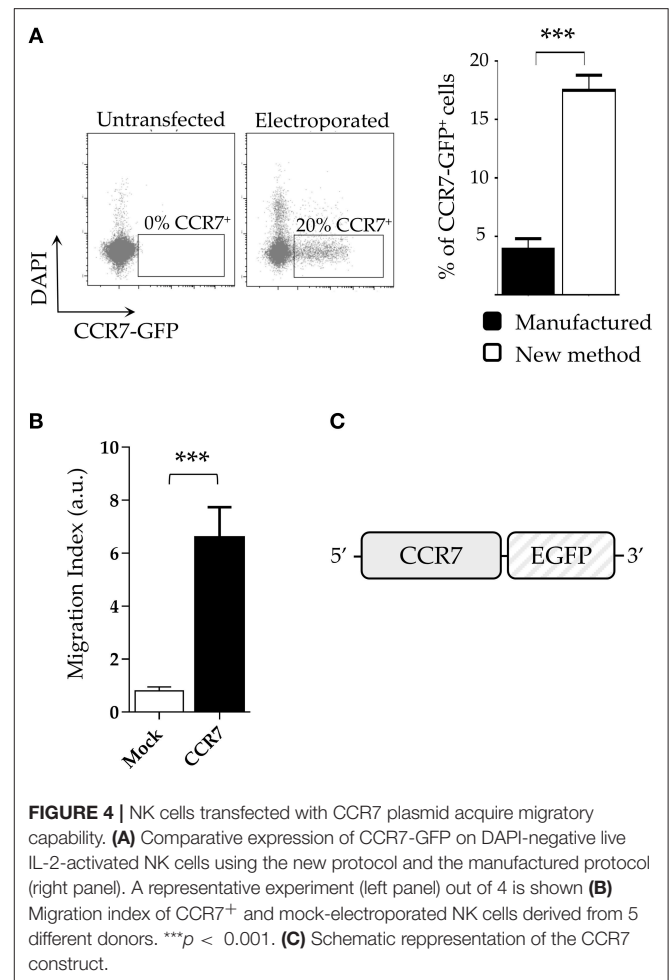 A
Untransfected
0% CCR7+
Electroporated
20% CCR7+
DAPI
CCR7-GFP
***
% of CCR7-GFP+ cells
20
15
10
5
Manufactured
New method
B
***
Migration Index (a.u.)
10
8
6
4
2
0
Mock
CCR7
C
5′
CCR7
EGFP
3′
FIGURE 4 | NK cells transfected with CCR7 plasmid acquire migratory
capability. (A) Comparative expression of CCR7-GFP on DAPI-negative live
IL-2-activated NK cells using the new protocol and the manufactured protocol
(right panel). A representative experiment (left panel) out of 4 is shown (B)
Migration index of CCR7+ and mock-electroporated NK cells derived from 5
different donors. ***p < 0.001. (C) Schematic reppresentation of the CCR7
construct.